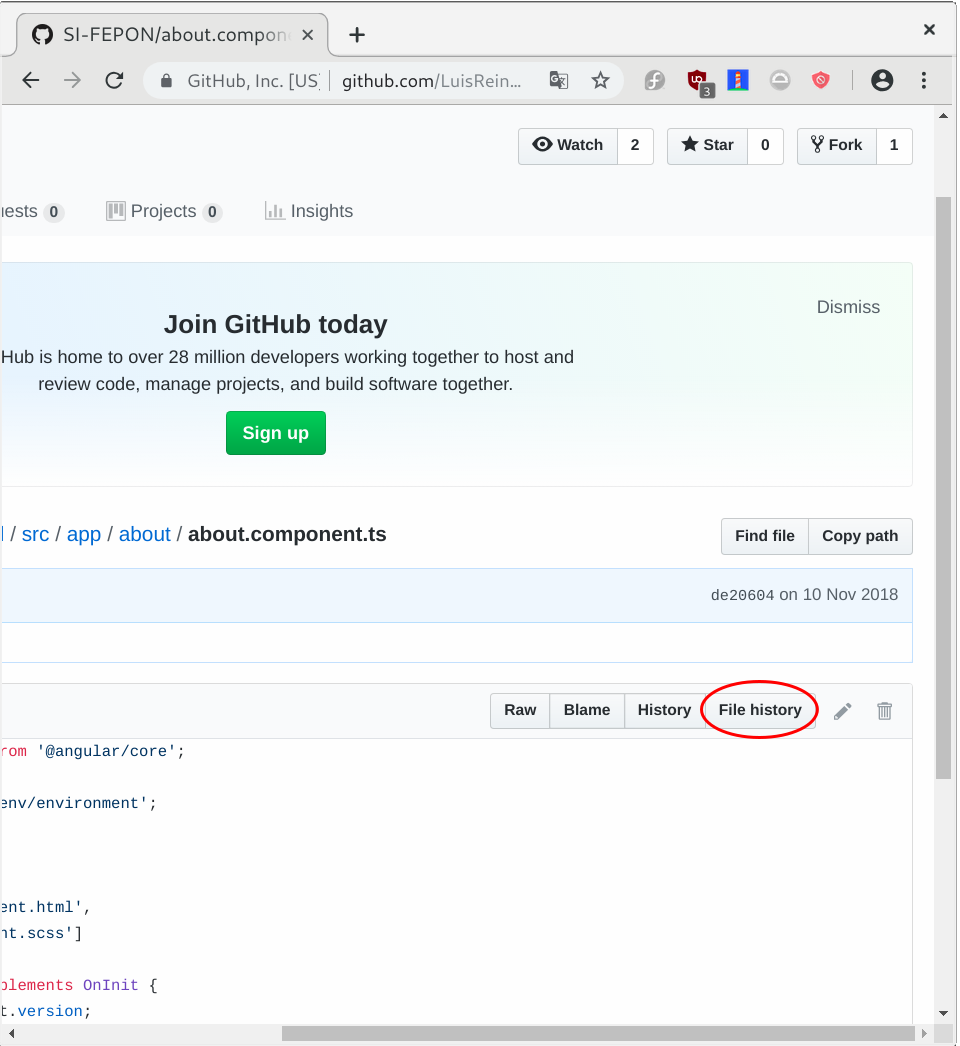 SI-FEPON/about.compon
GitHub, Inc. [US] github.com/LuisRein...
3
Watch 2 Star 0 Fork 1
uests 0 Projects 0 Insights
Dismiss
Join GitHub today
Hub is home to over 28 million developers working together to host and
review code, manage projects, and build software together.
Sign up
/ src / app / about / about.component.ts
Find file Copy path
de20604 on 10 Nov 2018
Raw Blame History File history
rom '@angular/core';
env/environment';
ent.html',
nt.scss']
plements OnInit {
t.version;